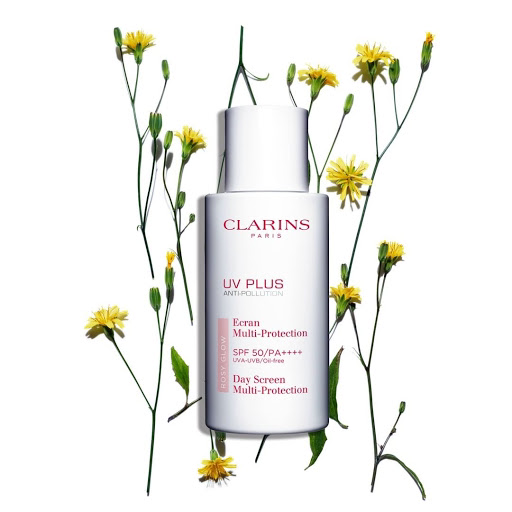 CLARINS
PARIS
UV PLUS
ANTI-POLLUTION
Ecran
Multi-Protection
SPF 50/PA++++
UVA-UVB/Oil-free
Day Screen
Multi-Protection
ROSY GLOW